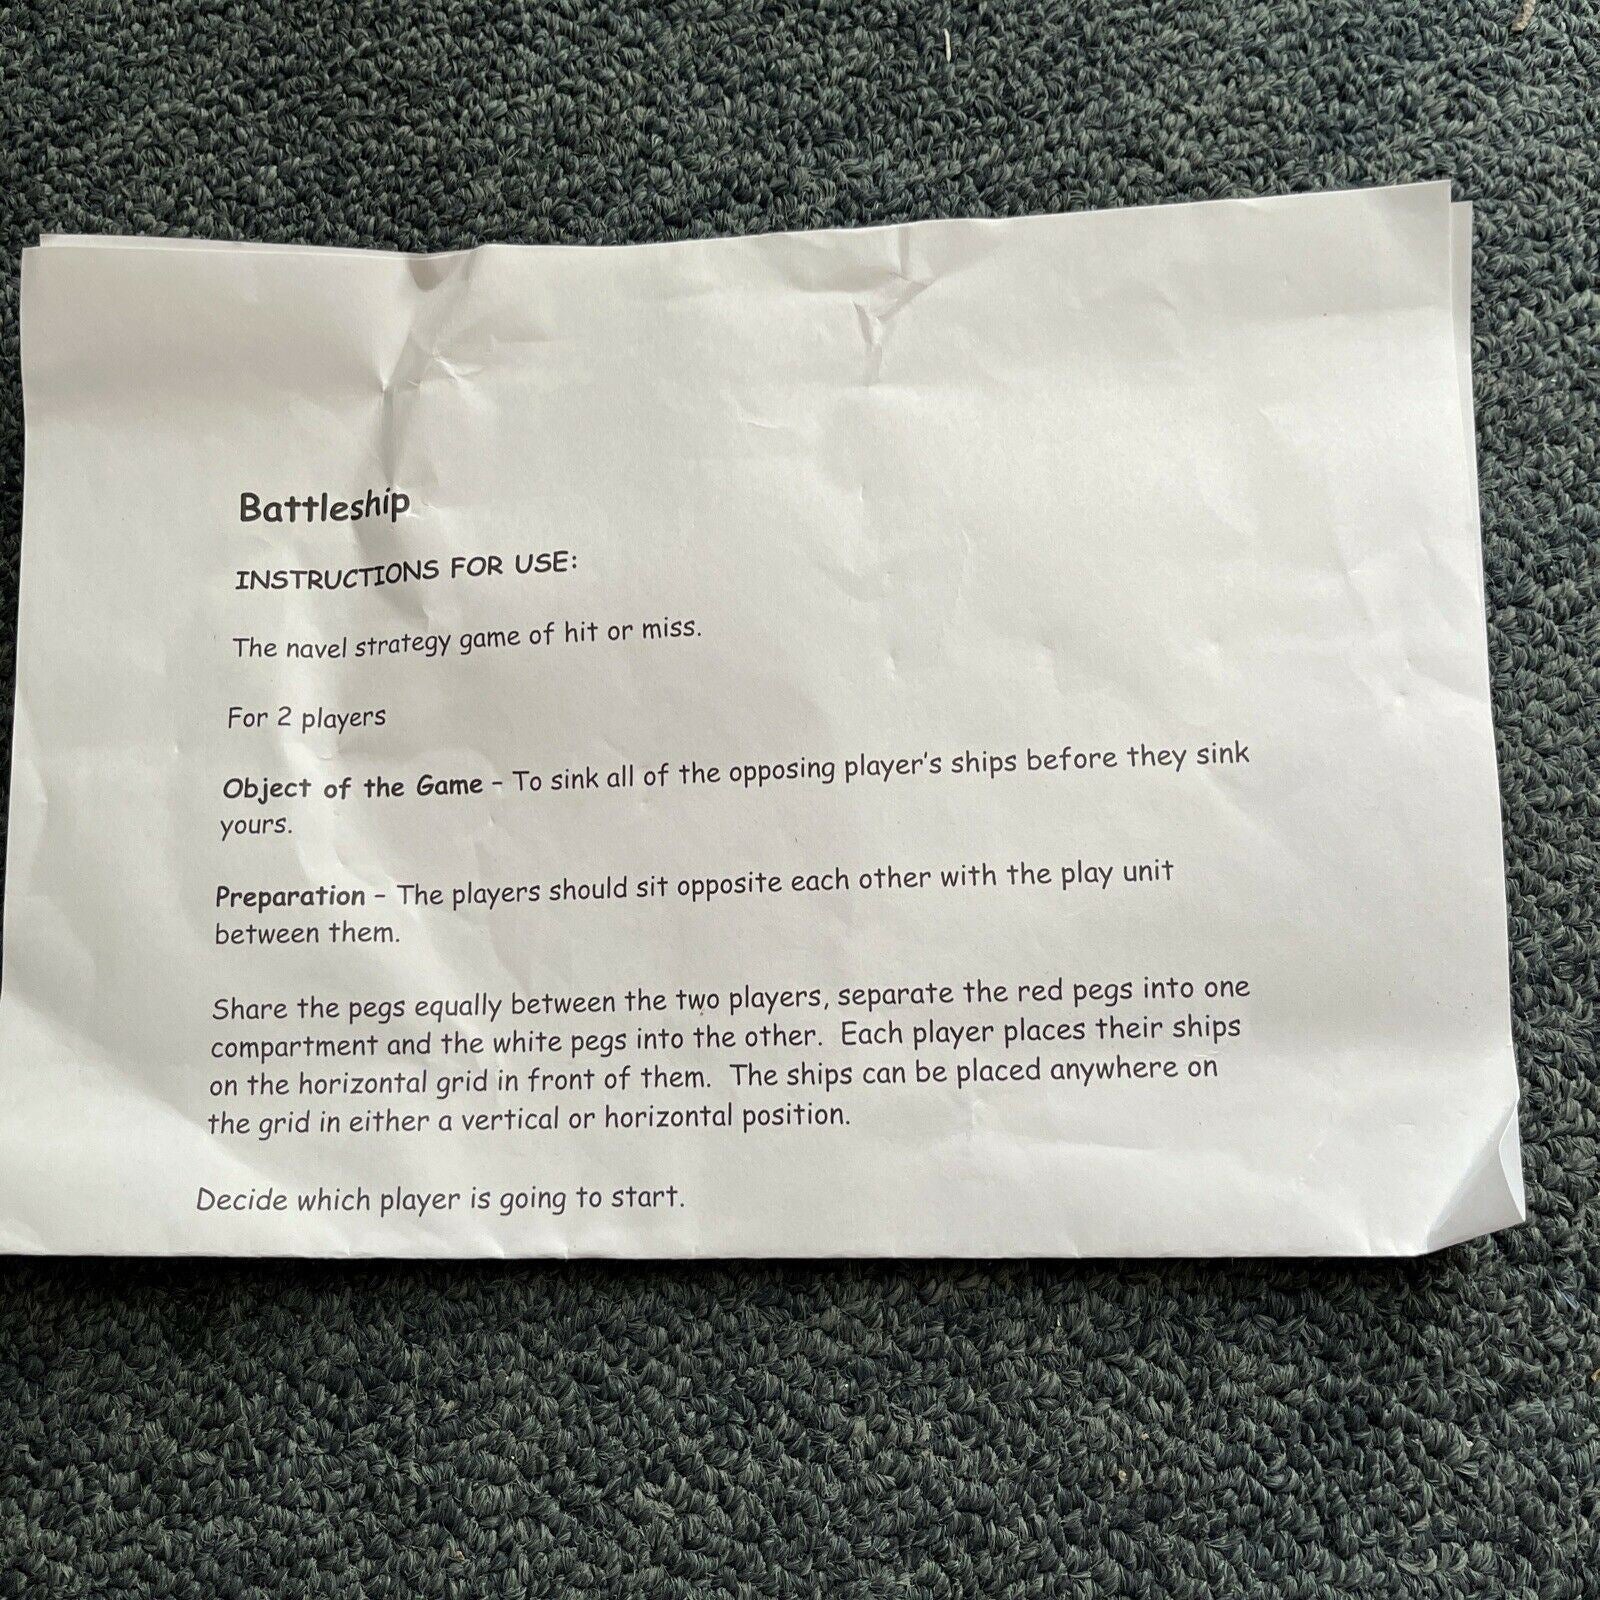 Battleship
INSTRUCTIONS FOR USE:
The navel strategy game of hit or miss.
For 2 players
Object of the Game – To sink all of the opposing player's ships before they sink
yours.
Preparation – The players should sit opposite each other with the play unit
between them.
Share the pegs equally between the two players, separate the red pegs into one
compartment and the white pegs into the other. Each player places their ships
on the horizontal grid in front of them. The ships can be placed anywhere on
the grid in either a vertical or horizontal position.
Decide which player is going to start.